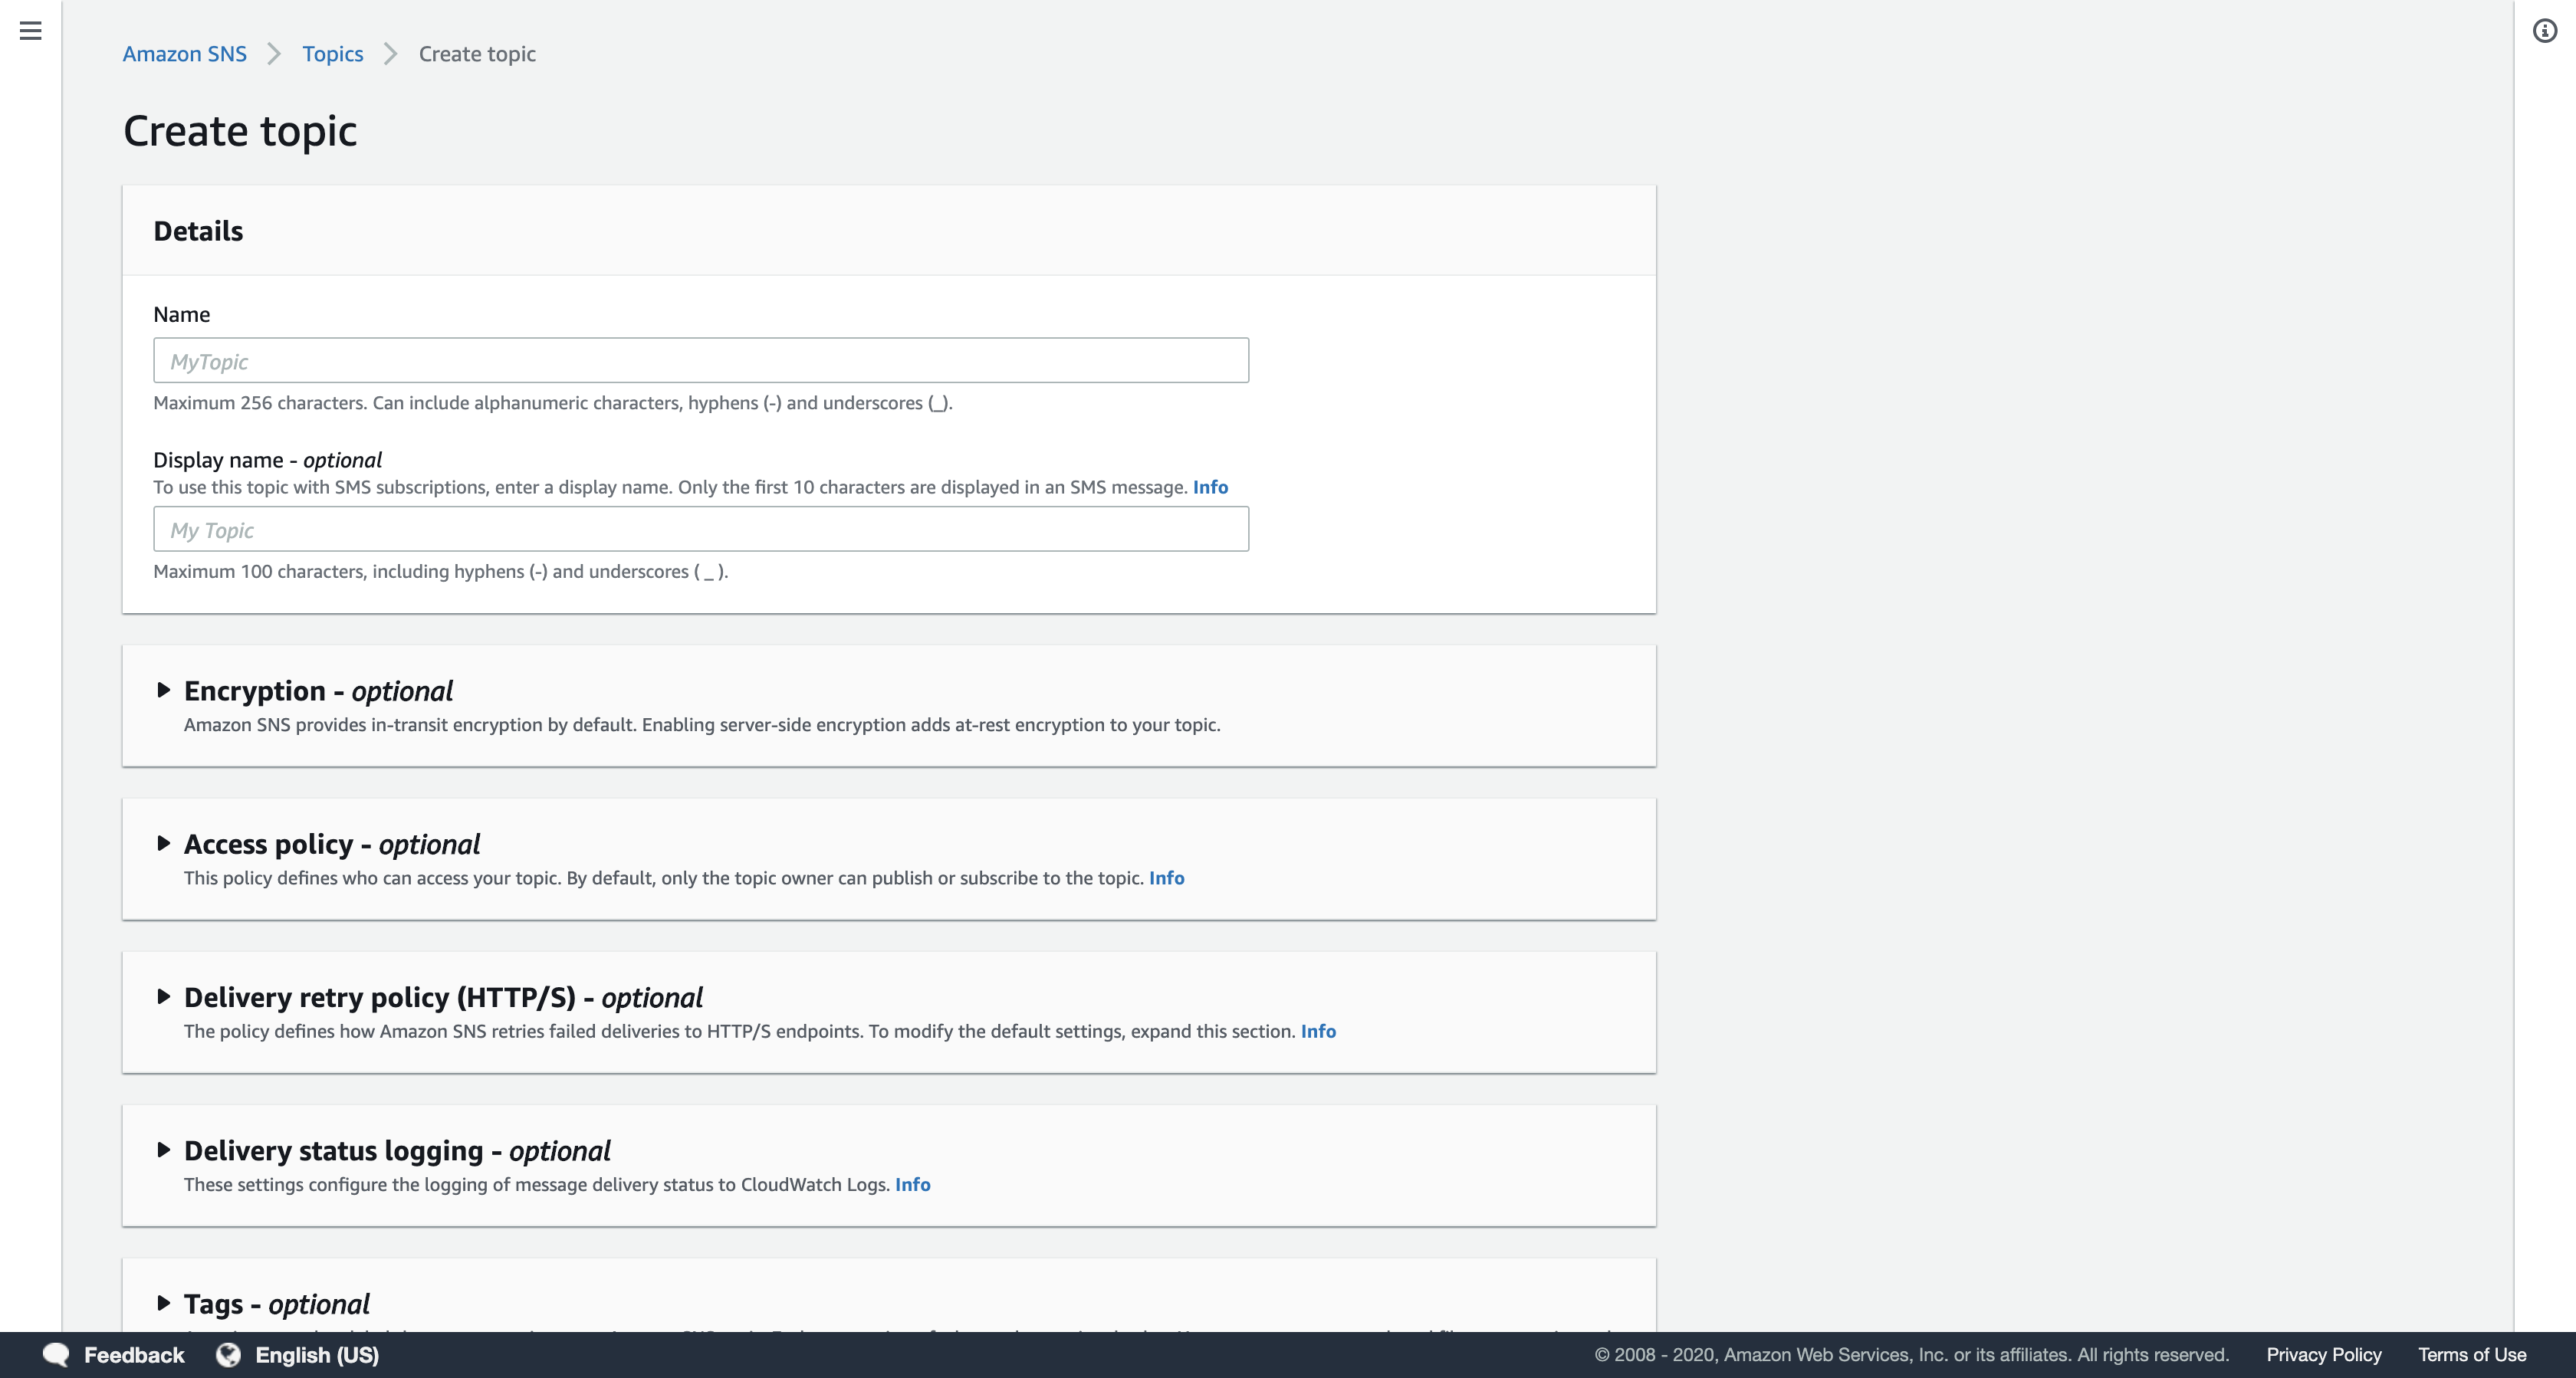 Amazon SNS > Topics > Create topic
Create topic
Details
Name
MyTopic
Maximum 256 characters. Can include alphanumeric characters, hyphens (-) and underscores (_).
Display name - optional
To use this topic with SMS subscriptions, enter a display name. Only the first 10 characters are displayed in an SMS message. Info
My Topic
Maximum 100 characters, including hyphens (-) and underscores ( _ ).
Encryption - optional
Amazon SNS provides in-transit encryption by default. Enabling server-side encryption adds at-rest encryption to your topic.
Access policy - optional
This policy defines who can access your topic. By default, only the topic owner can publish or subscribe to the topic. Info
Delivery retry policy (HTTP/S) - optional
The policy defines how Amazon SNS retries failed deliveries to HTTP/S endpoints. To modify the default settings, expand this section. Info
Delivery status logging - optional
These settings configure the logging of message delivery status to CloudWatch Logs. Info
Tags - optional
Feedback English (US) © 2008 - 2020, Amazon Web Services, Inc. or its affiliates. All rights reserved. Privacy Policy Terms of Use